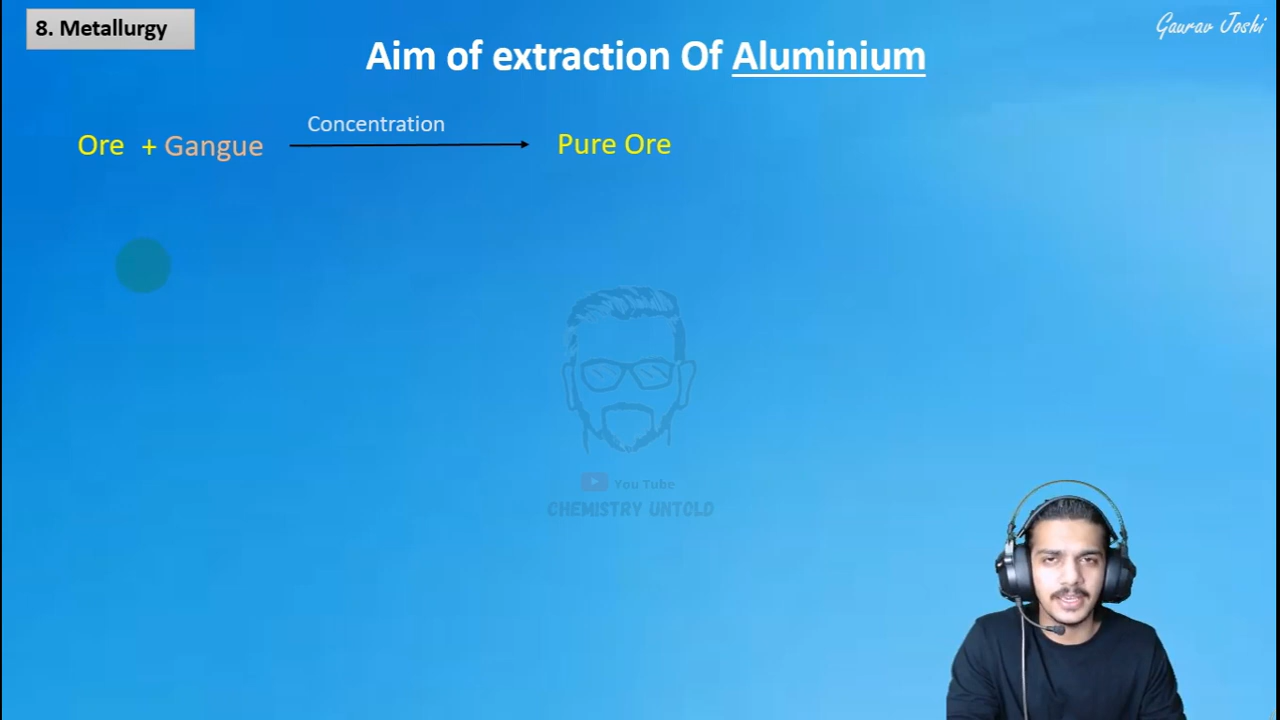 8. Metallurgy
Gaurav Joshi
Aim of extraction Of Aluminium
Concentration
Ore + Gangue
Pure Ore
You Tube
CHEMISTRY UNTOLD